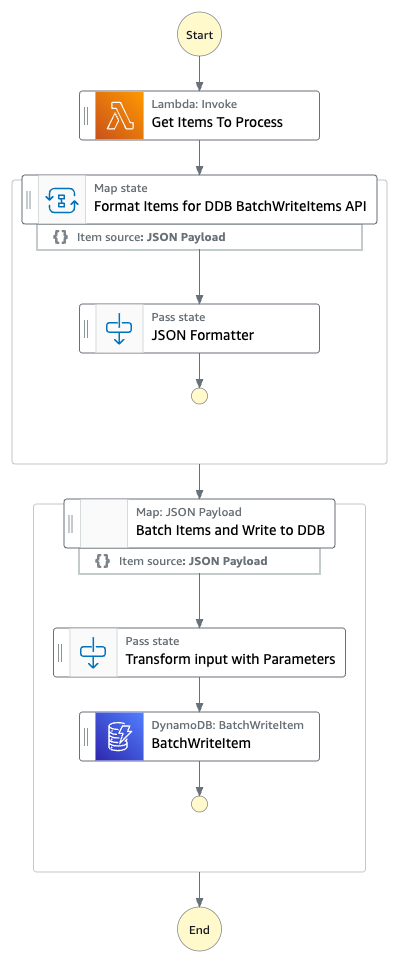 Start
Lambda: Invoke
Get Items To Process
Map state
Format Items for DDB BatchWriteItems API
{} Item source: JSON Payload
Pass state
JSON Formatter
Map: JSON Payload
Batch Items and Write to DDB
{} Item source: JSON Payload
Pass state
Transform input with Parameters
DynamoDB: BatchWriteItem
BatchWriteItem
End